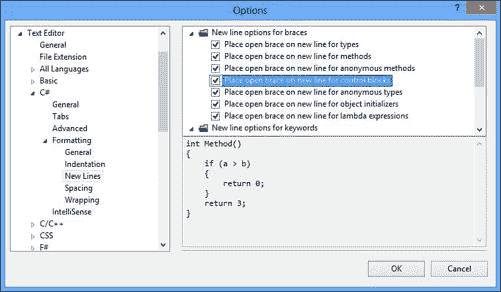 Options
Text Editor
General
File Extension
All Languages
Basic
C#
General
Tabs
Advanced
Formatting
General
Indentation
New Lines
Spacing
Wrapping
IntelliSense
C/C++
CSS
F#
New line options for braces
Place open brace on new line for types
Place open brace on new line for methods
Place open brace on new line for anonymous methods
Place open brace on new line for control blocks
Place open brace on new line for anonymous types
Place open brace on new line for object initializers
Place open brace on new line for lambda expressions
New line options for keywords
int Method()
{
if (a > b)
{
return 0;
}
return 3;
}
OK
Cancel